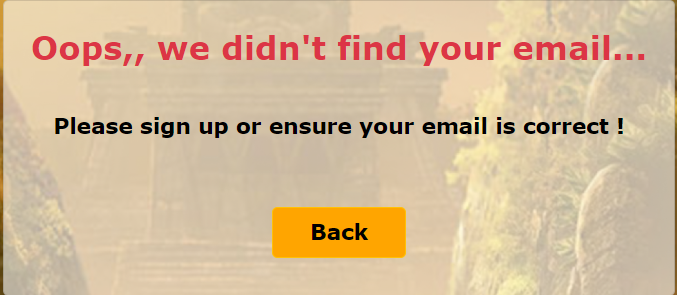 Oops,, we didn't find your email...
Please sign up or ensure your email is correct !
Back